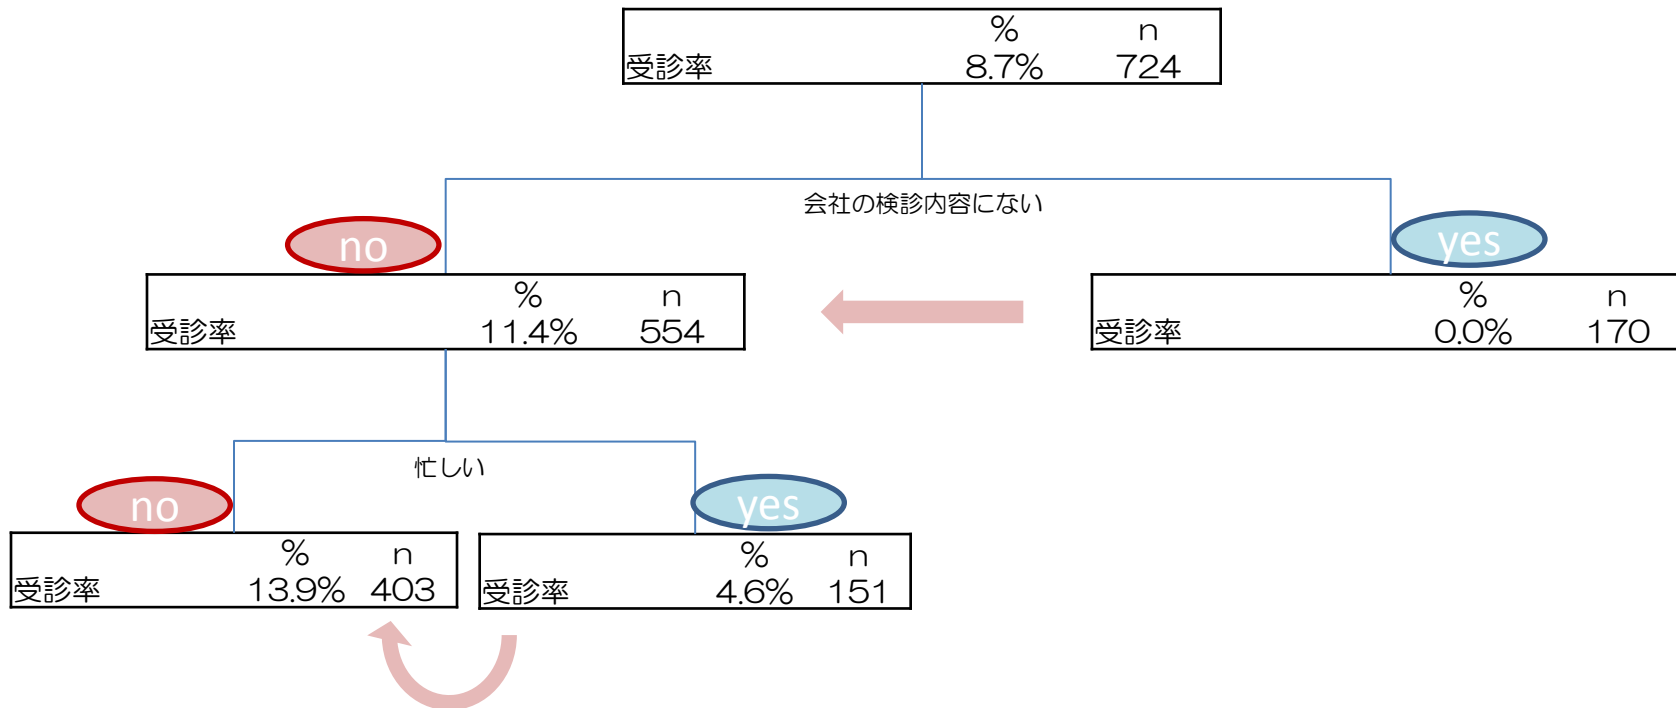 % n
受診率 8.7% 724
会社の検診内容にない
no
yes
% n
受診率 11.4% 554
% n
受診率 0.0% 170
忙しい
no
yes
% n
受診率 13.9% 403
% n
受診率 4.6% 151